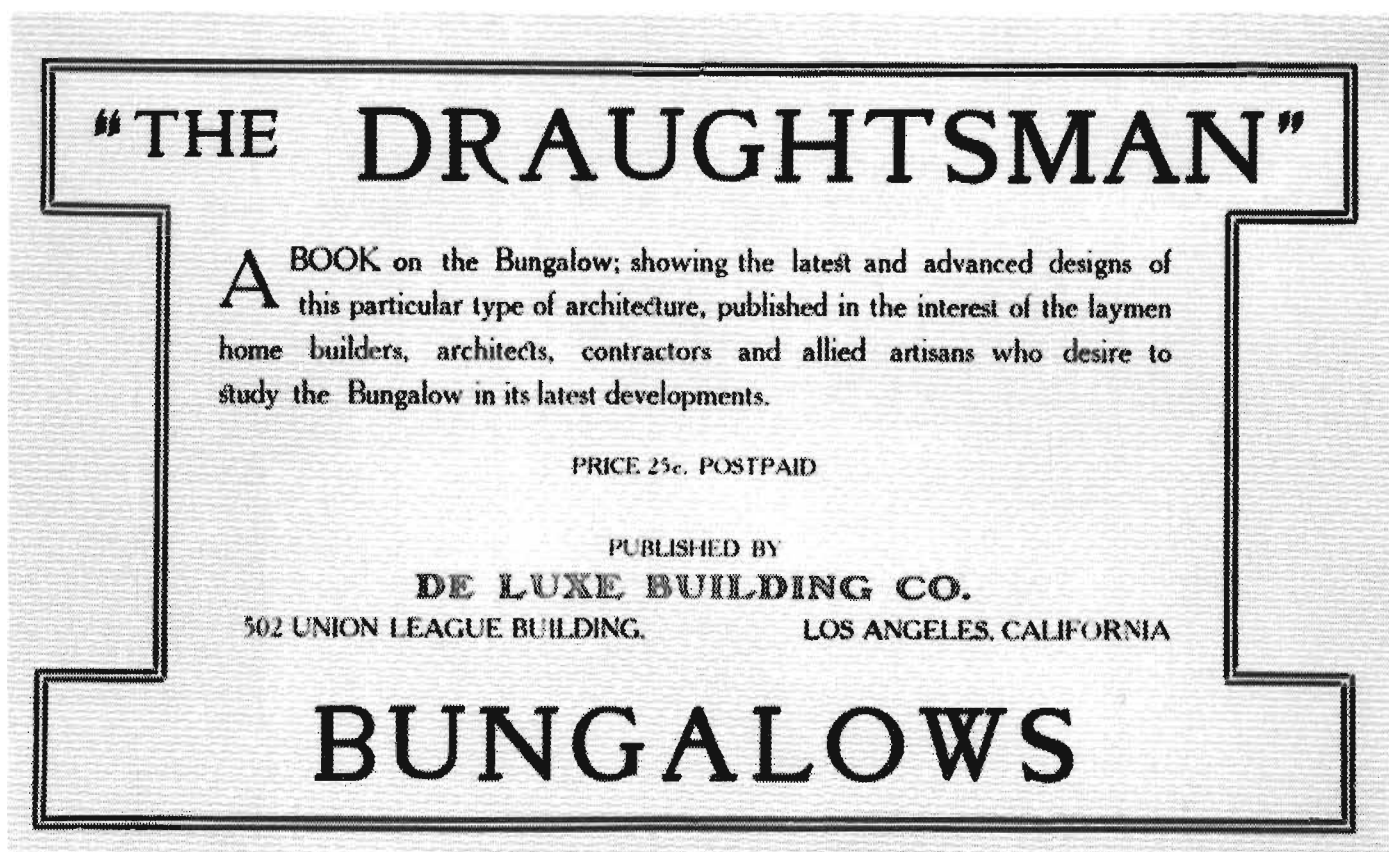 "THE DRAUGHTSMAN"
A BOOK on the Bungalow; showing the latest and advanced designs of
this particular type of architecture, published in the interest of the laymen
home builders, architects, contractors and allied artisans who desire to
study the Bungalow in its latest developments.
PRICE 25c. POSTPAID
PUBLISHED BY
DE LUXE BUILDING CO.
502 UNION LEAGUE BUILDING, LOS ANGELES, CALIFORNIA
BUNGALOWS